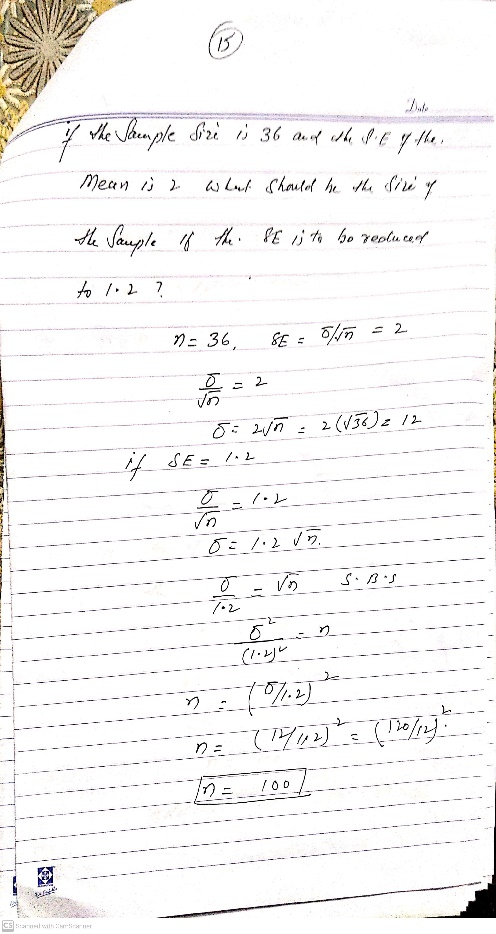 15
Date
if the Sample Size is 36 and the S.E of the
Mean is 2 what should be the Size of
the Sample if the SE is to be reduced
to 1.2 ?
n = 36, SE = σ/√n = 2
σ/√n = 2
σ = 2√n = 2(√36) = 12
if SE = 1.2
σ/√n = 1.2
σ = 1.2 √n.
σ/1.2 = √n S.B.S
σ²/(1.2)² = n
n = (σ/1.2)²
n = (12/1.2)² = (120/12)².
n = 100
CS Scanned with CamScanner